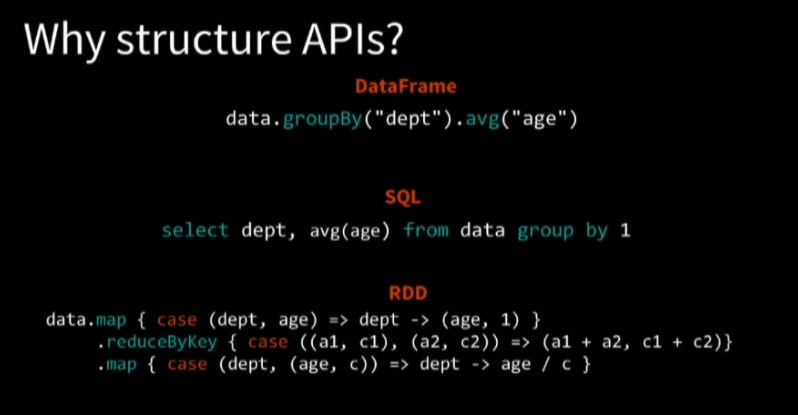 Why structure APIs?
DataFrame
data.groupBy("dept").avg("age")
SQL
select dept, avg(age) from data group by 1
RDD
data.map { case (dept, age) => dept -> (age, 1) }
.reduceByKey { case ((a1, c1), (a2, c2)) => (a1 + a2, c1 + c2)}
.map { case (dept, (age, c)) => dept -> age / c }